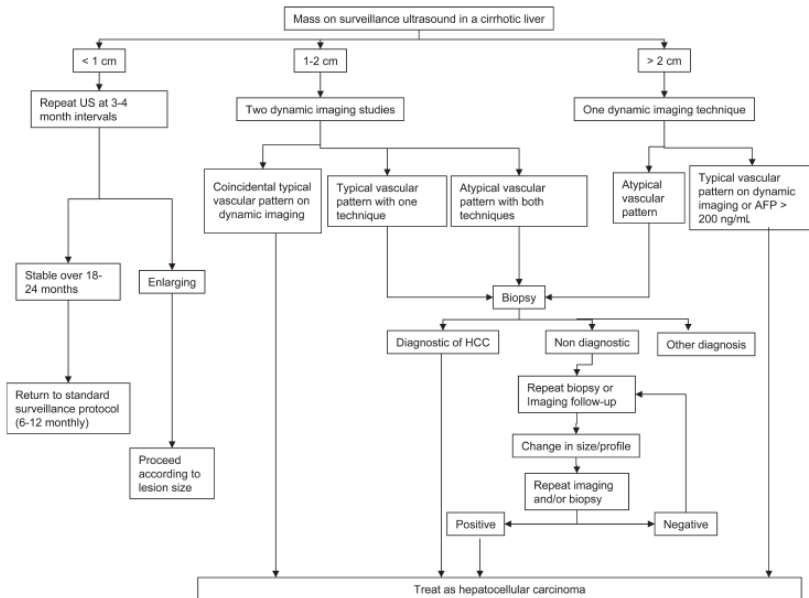 Mass on surveillance ultrasound in a cirrhotic liver
< 1 cm
1-2 cm
> 2 cm
Repeat US at 3-4
month intervals
Two dynamic imaging studies
One dynamic imaging technique
Coincidental typical
vascular pattern on
dynamic imaging
Typical vascular
pattern with one
technique
Atypical vascular
pattern with both
techniques
Atypical
vascular
pattern
Typical vascular
pattern on dynamic
imaging or AFP >
200 ng/mL
Stable over 18-
24 months
Enlarging
Biopsy
Diagnostic of HCC
Non diagnostic
Other diagnosis
Return to standard
surveillance protocol
(6-12 monthly)
Repeat biopsy or
Imaging follow-up
Change in size/profile
Proceed
according to
lesion size
Repeat imaging
and/or biopsy
Positive
Negative
Treat as hepatocellular carcinoma